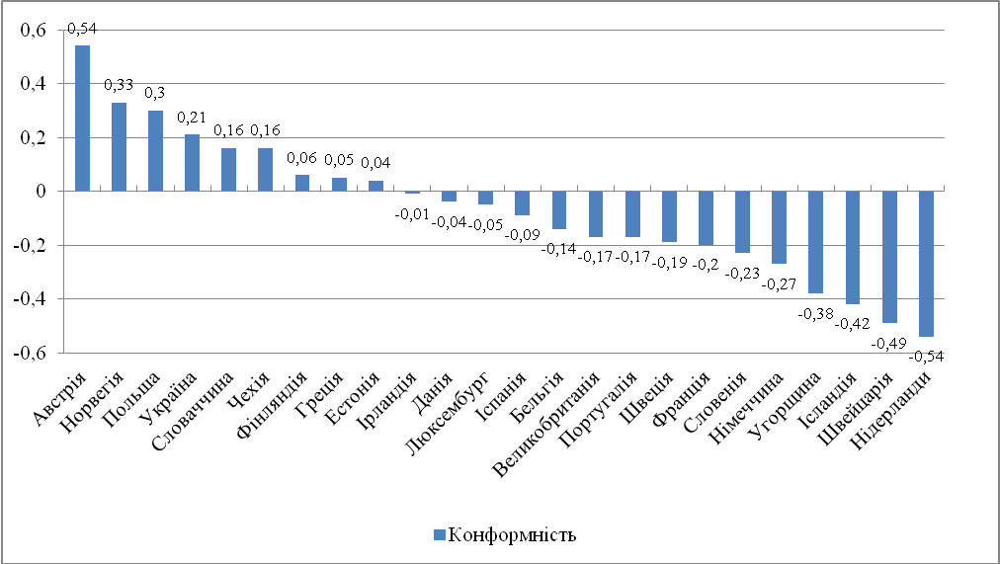 0,6
0,4
0,2
0
-0,2
-0,4
-0,6
0,54
0,33
0,3
0,21
0,16
0,16
0,06
0,05
0,04
-0,01
-0,04
-0,05
-0,09
-0,14
-0,17
-0,17
-0,19
-0,2
-0,23
-0,27
-0,38
-0,42
-0,49
-0,54
Австрія
Норвегія
Польша
Україна
Словаччина
Чехія
Фінляндія
Греція
Естонія
Ірландія
Данія
Люксембург
Іспанія
Бельгія
Великобританія
Португалія
Швеція
Франція
Словенія
Німеччина
Угорщина
Ісландія
Швейцарія
Нідерланди
Конформність